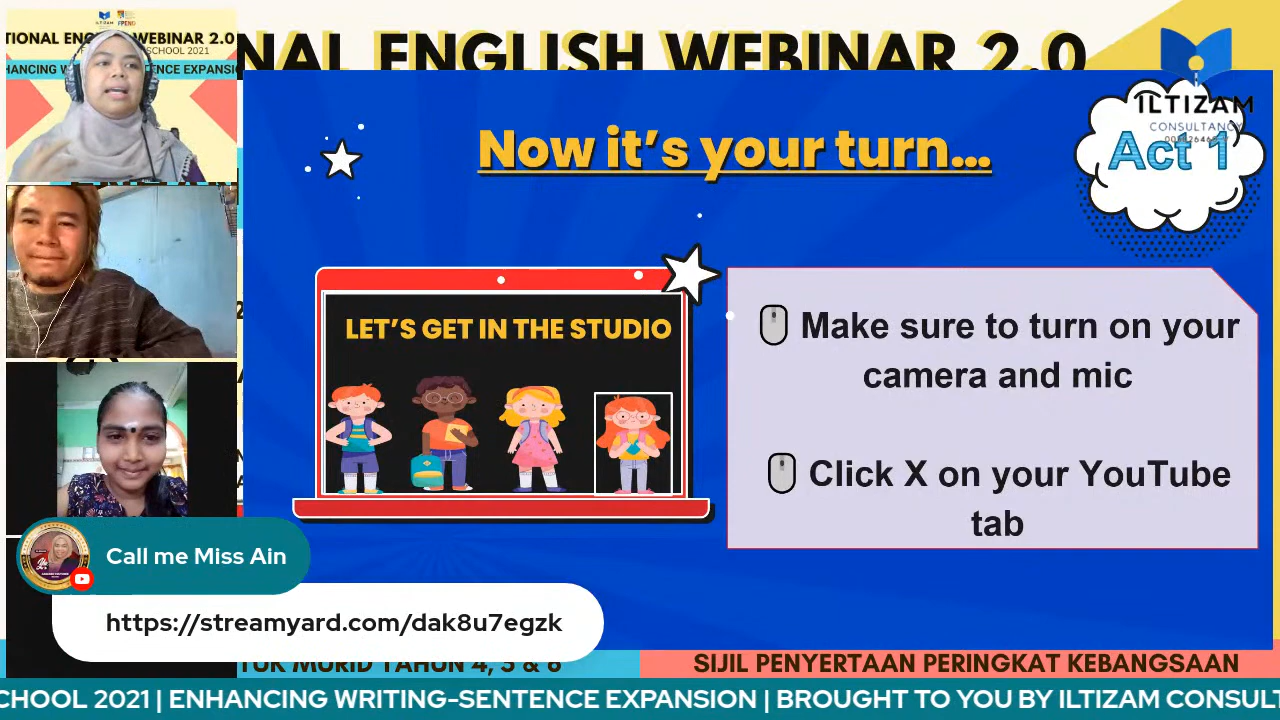 ILTIZAM
FPEND
TIONAL ENGLISH WEBINAR 2.0
SCHOOL 2021
NAL ENGLISH WEBINAR 2.0
ILTIZAM
CONSULTANCY
Act 1
Now it's your turn...
LET'S GET IN THE STUDIO
Make sure to turn on your
camera and mic
Click X on your YouTube
tab
Call me Miss Ain
https://streamyard.com/dak8u7egzk
TUK MURID TAHUN 4, 5 & 6
SIJIL PENYERTAAN PERINGKAT KEBANGSAAN
CHOOL 2021 | ENHANCING WRITING-SENTENCE EXPANSION | BROUGHT TO YOU BY ILTIZAM CONSULT